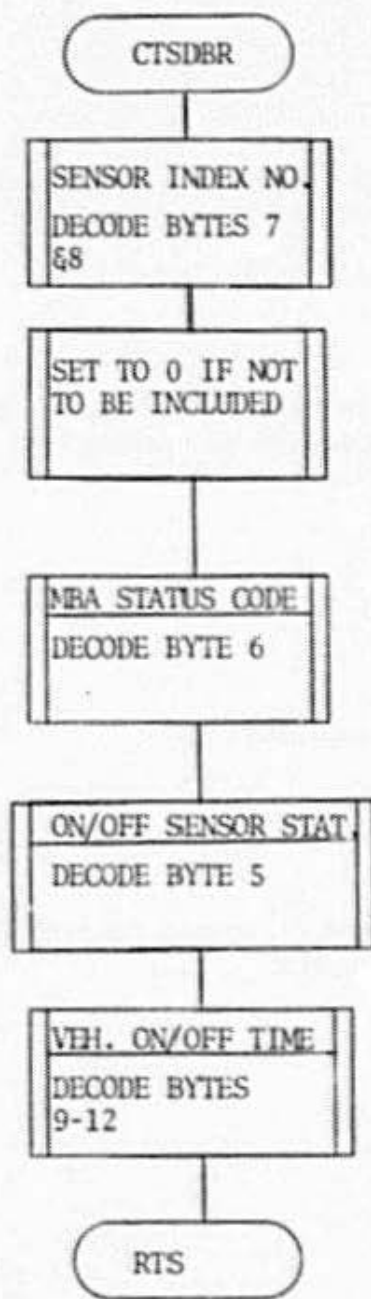 CTSDBR
SENSOR INDEX NO.
DECODE BYTES 7
&8
SET TO 0 IF NOT
TO BE INCLUDED
MBA STATUS CODE
DECODE BYTE 6
ON/OFF SENSOR STAT.
DECODE BYTE 5
VEH. ON/OFF TIME
DECODE BYTES
9-12
RTS